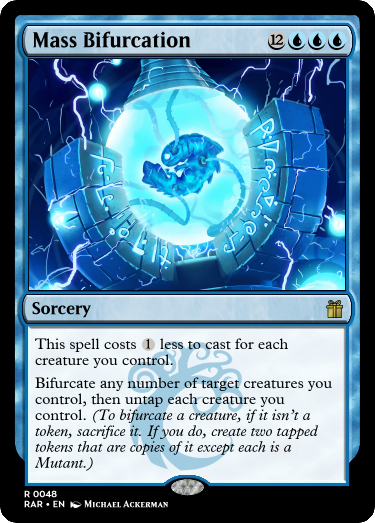 Mass Bifurcation 12
Sorcery
This spell costs 1 less to cast for each
creature you control.
Bifurcate any number of target creatures you
control, then untap each creature you
control. (To bifurcate a creature, if it isn't a
token, sacrifice it. If you do, create two tapped
tokens that are copies of it except each is a
Mutant.)
R 0048
RAR • EN Michael Ackerman